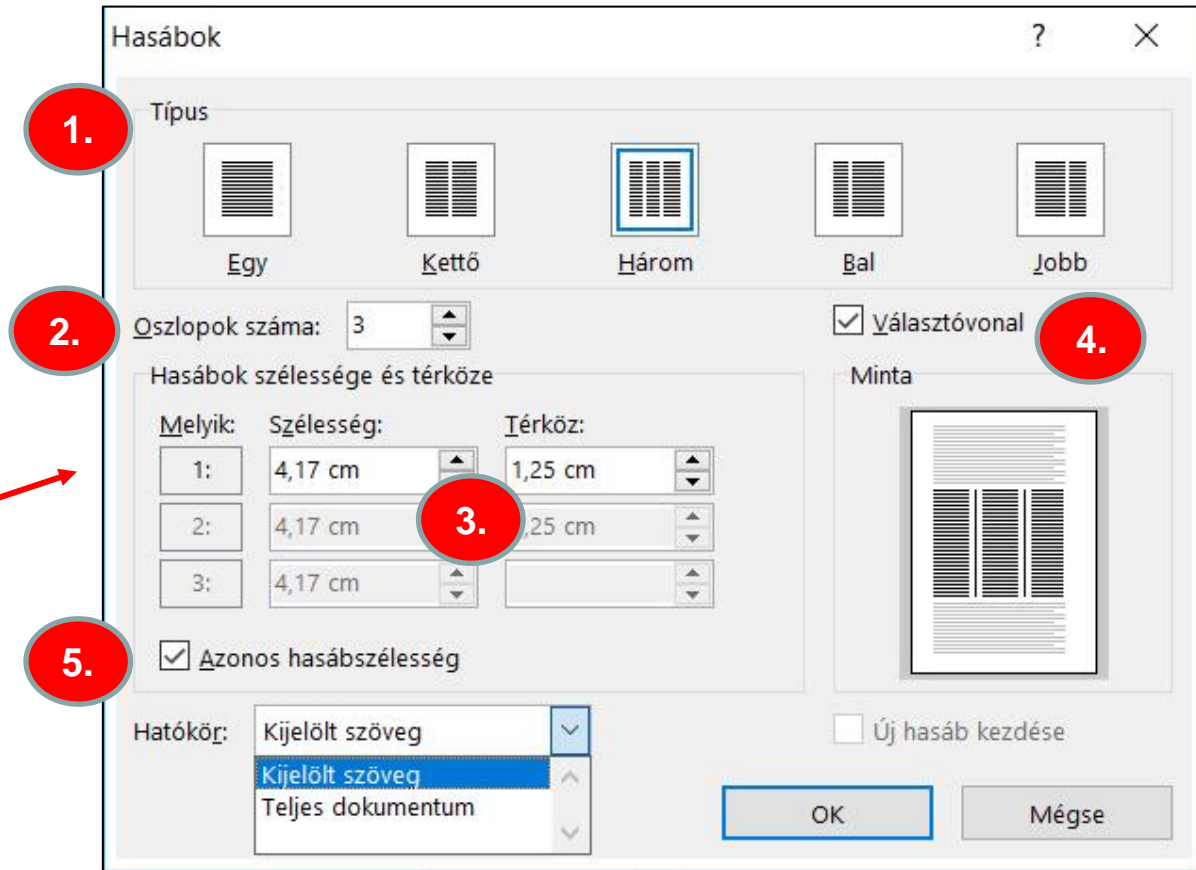 Hasábok ?
1. Típus
Egy Kettő Három Bal Jobb
2. Oszlopok száma: 3 Választóvonal 4.
Hasábok szélessége és térköze Minta
Melyik: Szélesség: Térköz:
1: 4,17 cm 1,25 cm
2: 4,17 cm 3. ,25 cm
3: 4,17 cm
5. Azonos hasábszélesség
Hatókör: Kijelölt szöveg Új hasáb kezdése
Kijelölt szöveg
Teljes dokumentum
OK Mégse